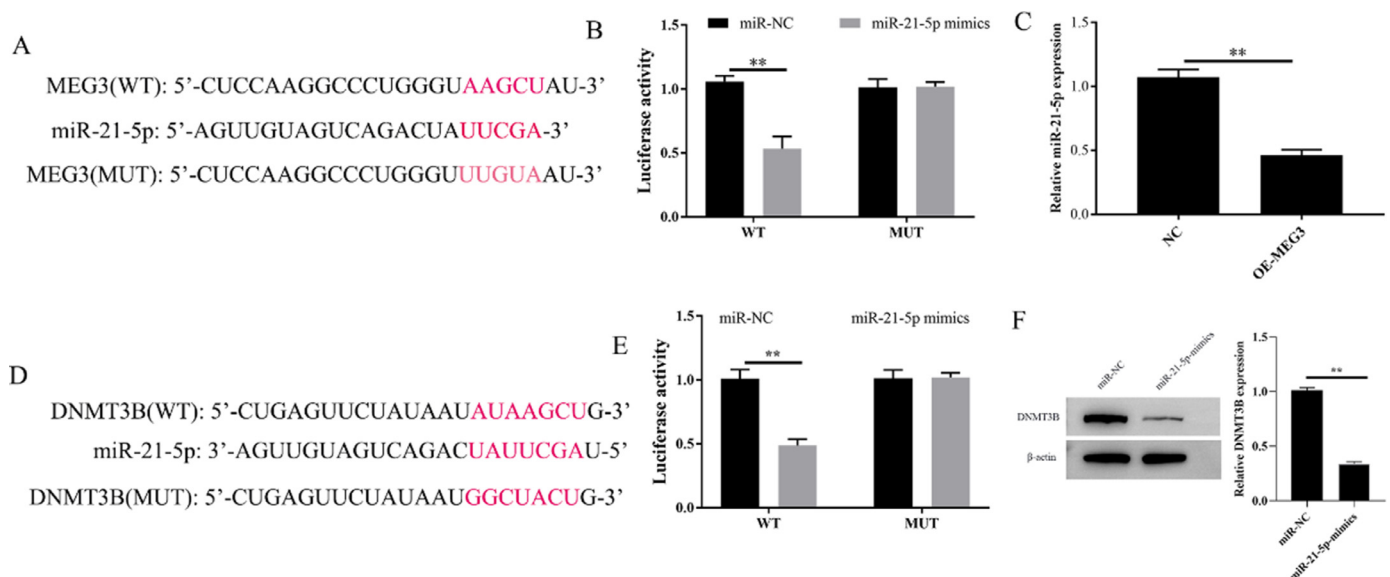 A
MEG3(WT): 5’-CUCCAAGGCCCUGGGUAAGCUAU-3’
miR-21-5p: 5’-AGUUGUAGUCAGACUAUUCGA-3’
MEG3(MUT): 5’-CUCCAAGGCCCUGGGUUUGUAAU-3’
B
miR-NC
miR-21-5p mimics
Luciferase activity
1.5
1.0
0.5
0.0
**
WT
MUT
C
Relative miR-21-5p expression
1.5
1.0
0.5
0.0
**
NC
OE-MEG3
D
DNMT3B(WT): 5’-CUGAGUUCUAUAAUAUAAGCUG-3’
miR-21-5p: 3’-AGUUGUAGUCAGACUAUUCGAU-5’
DNMT3B(MUT): 5’-CUGAGUUCUAUAAUGGCUACUG-3’
E
miR-NC
miR-21-5p mimics
Luciferase activity
1.5
1.0
0.5
0.0
**
WT
MUT
F
miR-NC
miR-21-5p-mimics
DNMT3B
β-actin
Relative DNMT3B expression
1.5
1.0
0.5
0.0
**
miR-NC
miR-21-5p-mimics